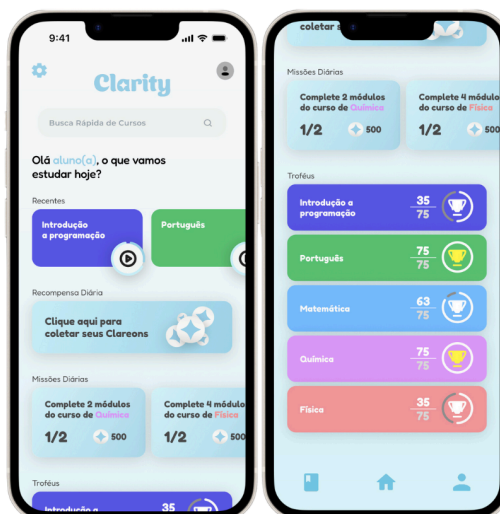 9:41
Clarity
Busca Rápida de Cursos
Olá aluno(a), o que vamos
estudar hoje?
Recentes
Introdução
a programação
Português
Recompensa Diária
Clique aqui para
coletar seus Clareons
Missões Diárias
Complete 2 módulos
do curso de Química
1/2
500
Complete 4 módulo
do curso de Física
1/2
500
Troféus
Introdução a
35
coletar s
Missões Diárias
Complete 2 módulos
do curso de Química
1/2
500
Complete 4 módulo
do curso de Física
1/2
500
Troféus
Introdução a
programação
35
75
Português
75
75
Matemática
63
75
Química
75
75
Física
35
75